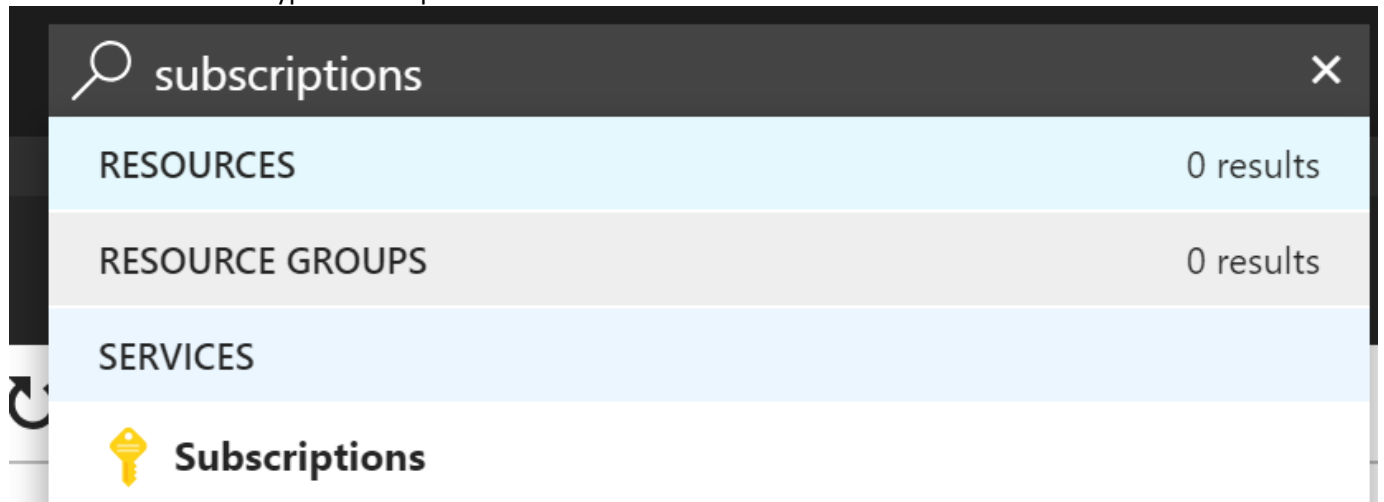 subscriptions
RESOURCES 0 results
RESOURCE GROUPS 0 results
SERVICES
Subscriptions